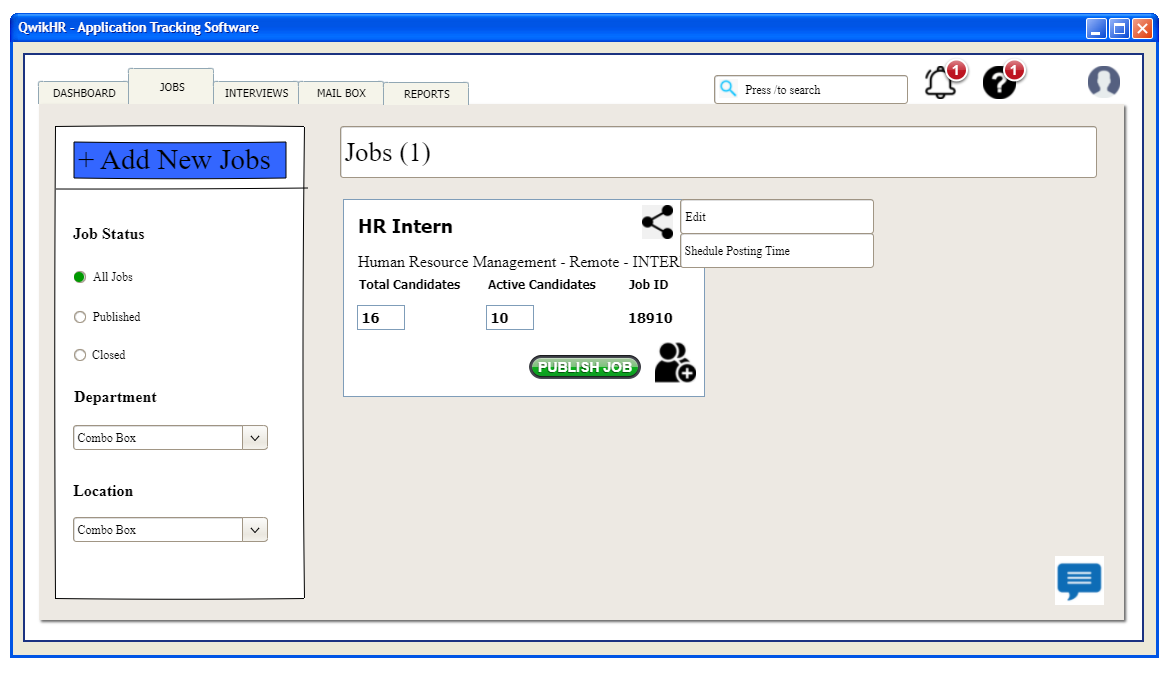 QwikHR - Application Tracking Software
DASHBOARD
JOBS
INTERVIEWS
MAIL BOX
REPORTS
Press /to search
1
?
1
+ Add New Jobs
Jobs (1)
Job Status
All Jobs
Published
Closed
Department
Combo Box
Location
Combo Box
HR Intern
Edit
Shedule Posting Time
Human Resource Management - Remote - INTER
Total Candidates Active Candidates Job ID
16 10 18910
PUBLISH JOB